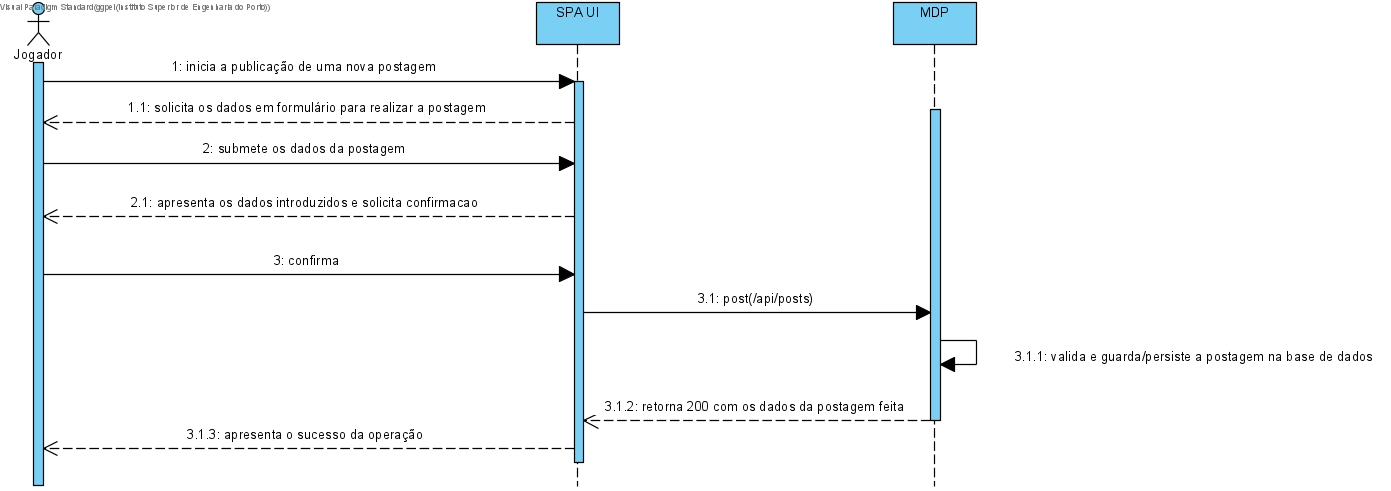 Visual Paradigm Standard(ggpel(Instituto Superior de Engenharia do Porto))
SPA UI
MDP
Jogador
1: inicia a publicação de uma nova postagem
1.1: solicita os dados em formulário para realizar a postagem
2: submete os dados da postagem
2.1: apresenta os dados introduzidos e solicita confirmacao
3: confirma
3.1: post(/api/posts)
3.1.1: valida e guarda/persiste a postagem na base de dados
3.1.2: retorna 200 com os dados da postagem feita
3.1.3: apresenta o sucesso da operação